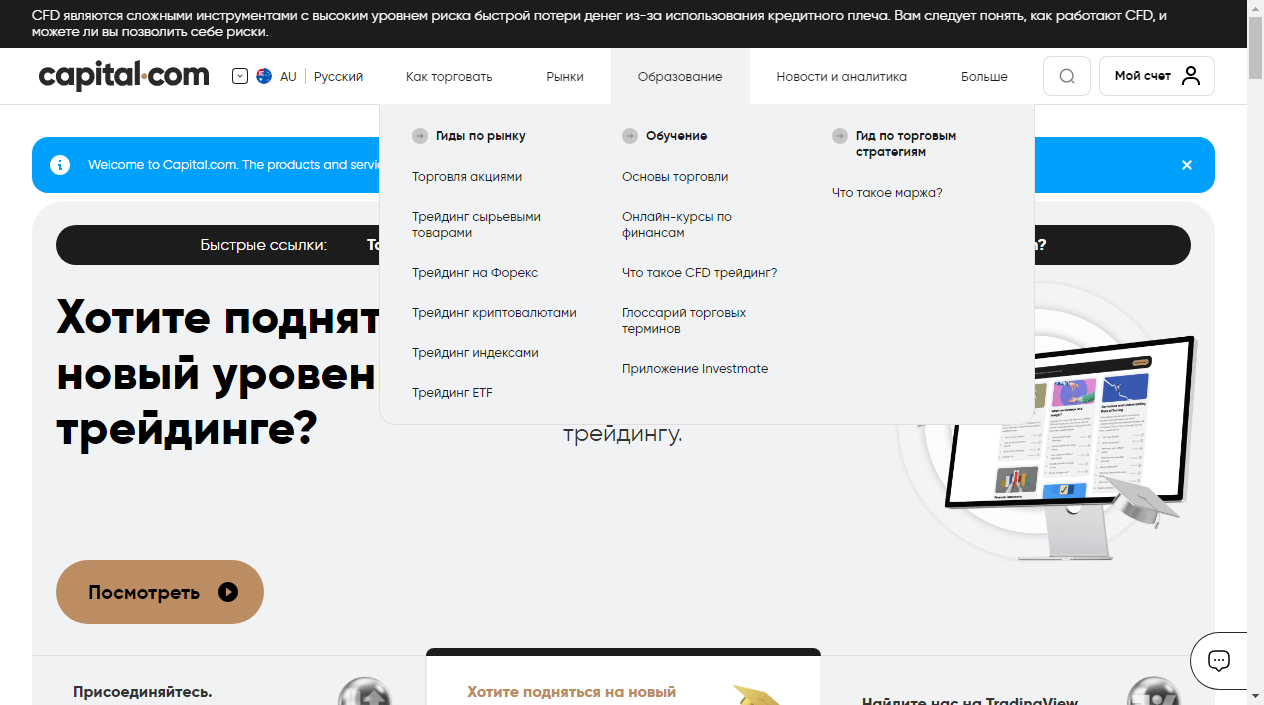 CFD являются сложными инструментами с высоким уровнем риска быстрой потери денег из-за использования кредитного плеча. Вам следует понять, как работают CFD, и
можете ли вы позволить себе риски.
capital.com
AU
Русский
Как торговать
Рынки
Образование
Новости и аналитика
Больше
Мой счет
Гиды по рынку
Торговля акциями
Трейдинг сырьевыми
товарами
Трейдинг на Форекс
Трейдинг криптовалютами
Трейдинг индексами
Трейдинг ETF
Обучение
Основы торговли
Онлайн-курсы по
финансам
Что такое CFD трейдинг?
Глоссарий торговых
терминов
Приложение Investmate
Гид по торговым
стратегиям
Что такое маржа?
Welcome to Capital.com. The products and
Быстрые ссылки:
Хотите
новый
трейдинге?
трейдингу.
Посмотреть
Присоединяйтесь.
Хотите подняться на новый
Найдите нас на TradingView